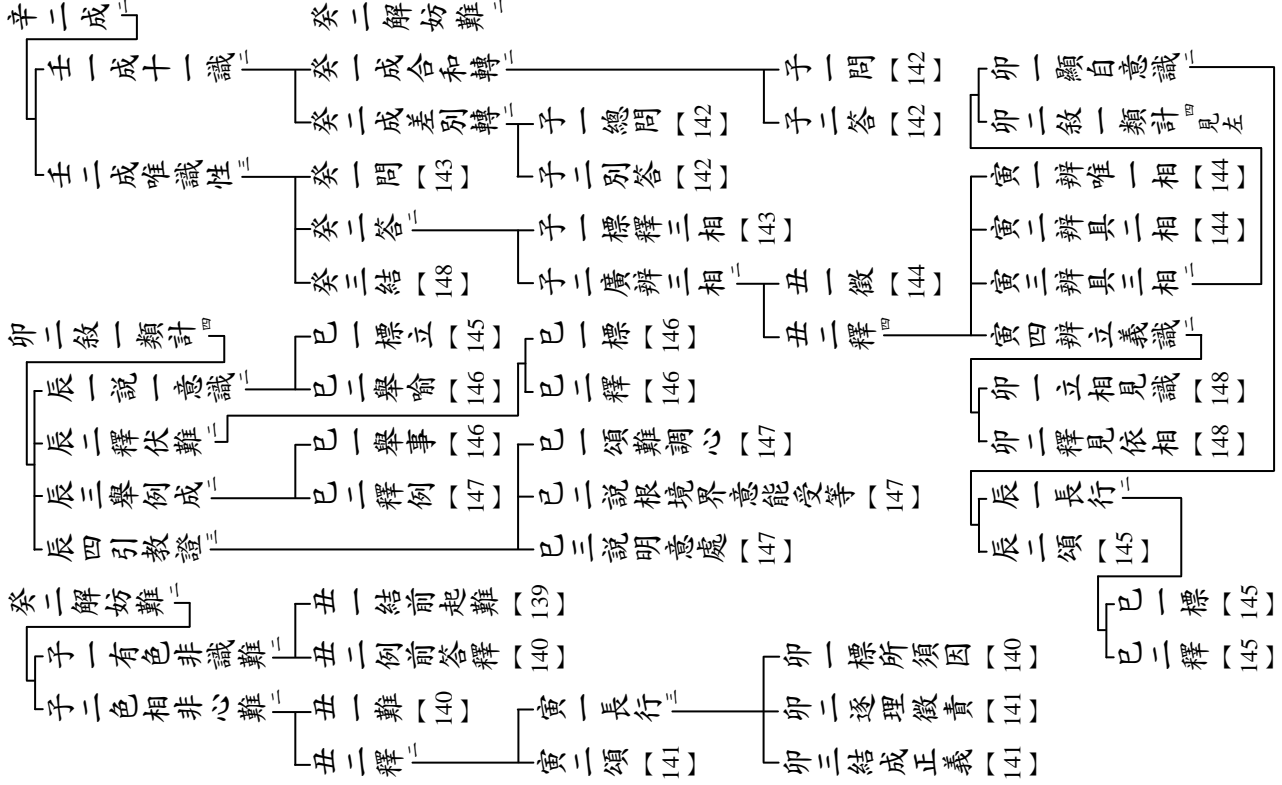 辛二成二
壬一成十一識二
壬二成唯識性三
癸二解妨難二
癸一成合和轉二
癸二成差別轉二
癸一問【143】
癸二答二
癸三結【148】
子一問【142】
子二答【142】
子一總問【142】
子二別答【142】
子一標釋三相【143】
子二廣辨三相二
丑一徵【144】
丑二釋四
寅一辨唯一相【144】
寅二辨具二相【144】
寅三辨具三相二
寅四辨立義識二
卯一顯自意識二
卯二敘一類計四見左
卯一立相見識【148】
卯二釋見依相【148】
辰一長行二
辰二頌【145】
巳一標【145】
巳二釋【145】
卯二敘一類計四
辰一說一意識二
辰二釋伏難二
辰三舉例成二
辰四引教證三
巳一標立【145】
巳二舉喻【146】
巳一標【146】
巳二釋【146】
巳一舉事【146】
巳二釋例【147】
巳一頌難調心【147】
巳二說根境界意能受等【147】
巳三說明意處【147】
癸二解妨難二
子一有色非識難二
子二色相非心難二
丑一結前起難【139】
丑二例前答釋【140】
丑一難【140】
丑二釋二
寅一長行三
寅二頌【141】
卯一標所須因【140】
卯二逐理徵責【141】
卯三結成正義【141】